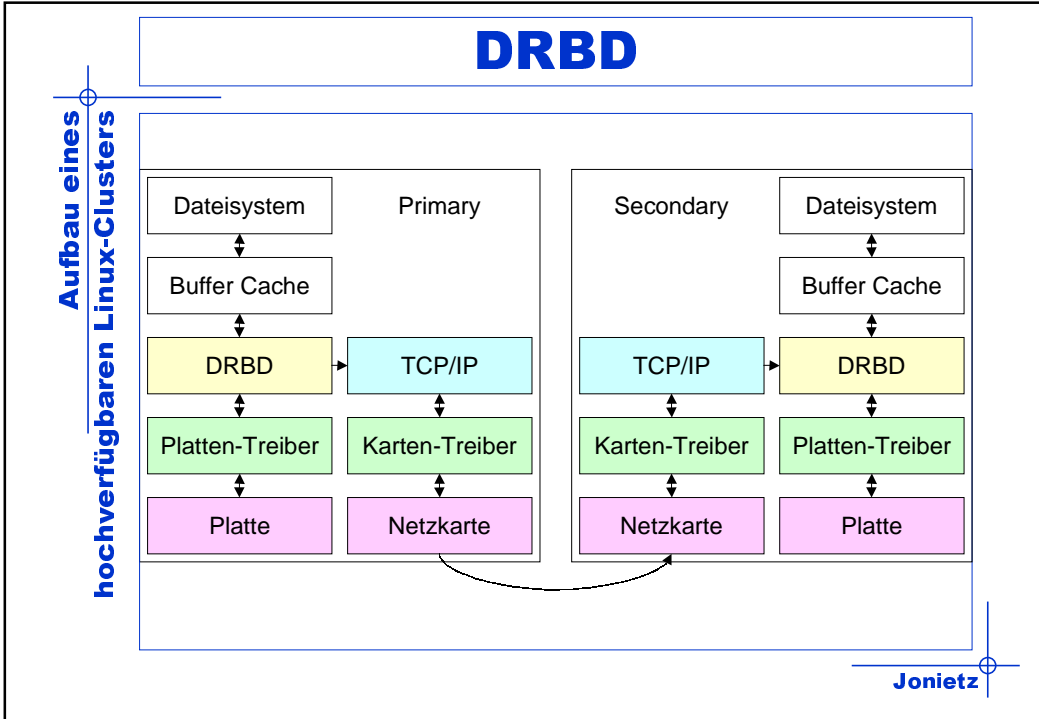 DRBD
Aufbau eines
hochverfügbaren Linux-Clusters
Dateisystem
Primary
Buffer Cache
DRBD
TCP/IP
Platten-Treiber
Karten-Treiber
Platte
Netzkarte
Secondary
Dateisystem
Buffer Cache
TCP/IP
DRBD
Karten-Treiber
Platten-Treiber
Netzkarte
Platte
Jonietz